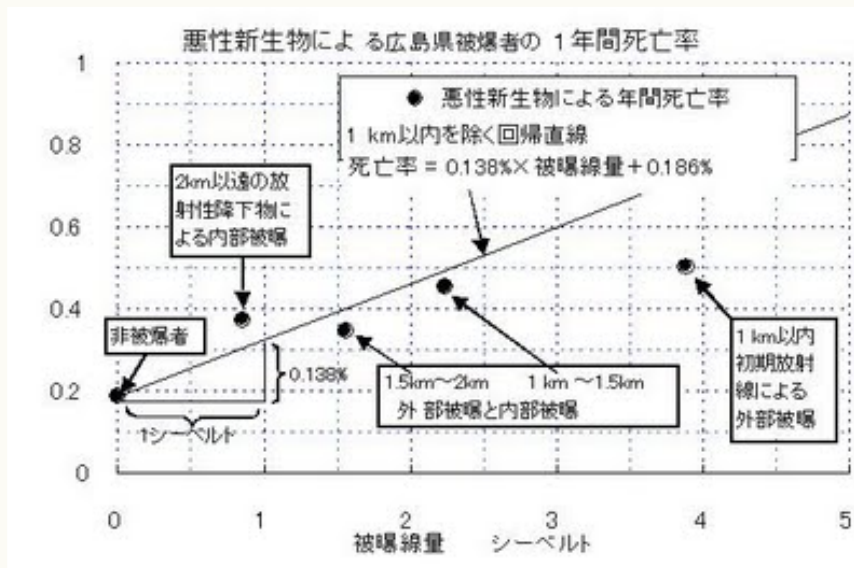 悪性新生物による広島県被爆者の 1年間死亡率
1
0.8
0.6
0.4
0.2
0
● 悪性新生物による年間死亡率
1 km以内を除く回帰直線
死亡率 = 0.138%×被曝線量+0.186%
2km以遠の放
射性降下物に
よる内部被曝
非被爆者
0.138%
1シーベルト
1.5km～2km 1 km～1.5km
外部被曝と内部被曝
1 km以内
初期放射
線による
外部被曝
0 1 2 3 4 5
被曝線量 シーベルト